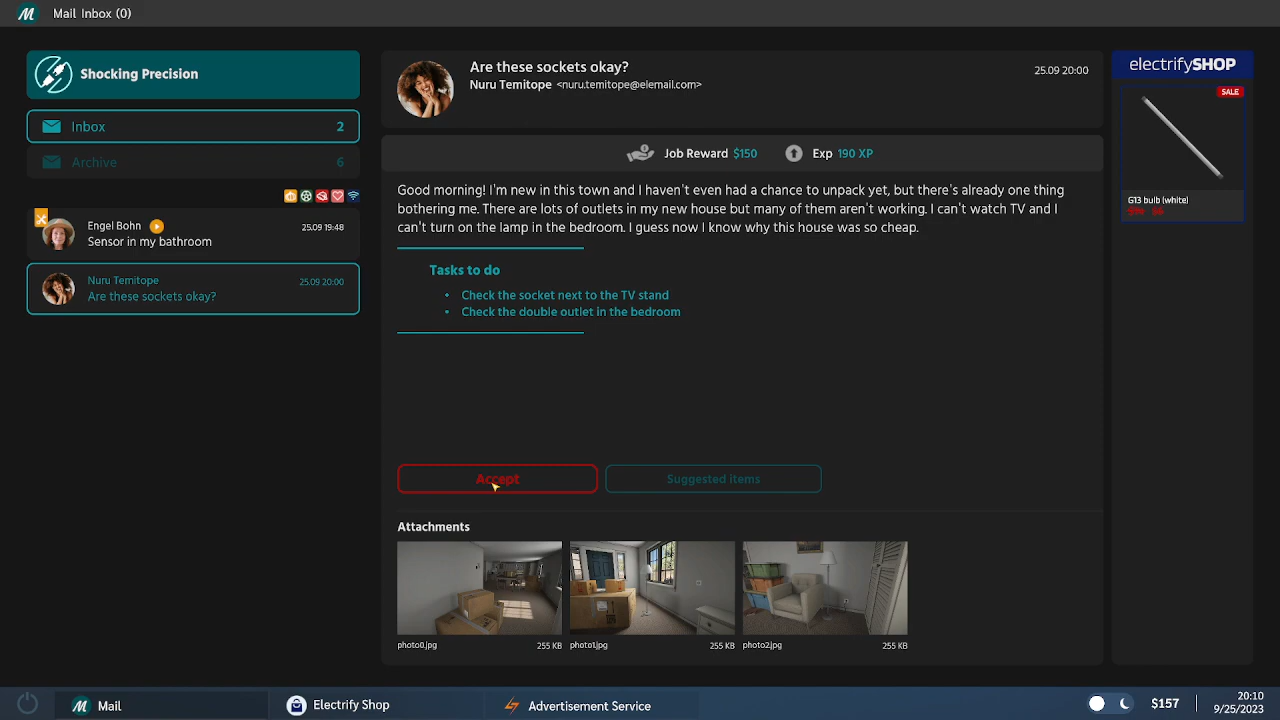 Mail Inbox (0)
Shocking Precision
Inbox 2
Archive 6
Engel Bohn 25.09 19:48
Sensor in my bathroom
Nuru Temitope 25.09 20:00
Are these sockets okay?
Are these sockets okay?
Nuru Temitope <nuru.temitope@elemail.com>
25.09 20:00
Job Reward $150 Exp 190 XP
Good morning! I'm new in this town and I haven't even had a chance to unpack yet, but there's already one thing
bothering me. There are lots of outlets in my new house but many of them aren't working. I can't watch TV and I
can't turn on the lamp in the bedroom. I guess now I know why this house was so cheap.
Tasks to do
• Check the socket next to the TV stand
• Check the double outlet in the bedroom
Accept Suggested items
Attachments
photo0.jpg 255 KB photo1.jpg 255 KB photo2.jpg 255 KB
electrifySHOP
SALE
G13 bulb (white)
Mail Electrify Shop Advertisement Service $157
20:10
9/25/2023